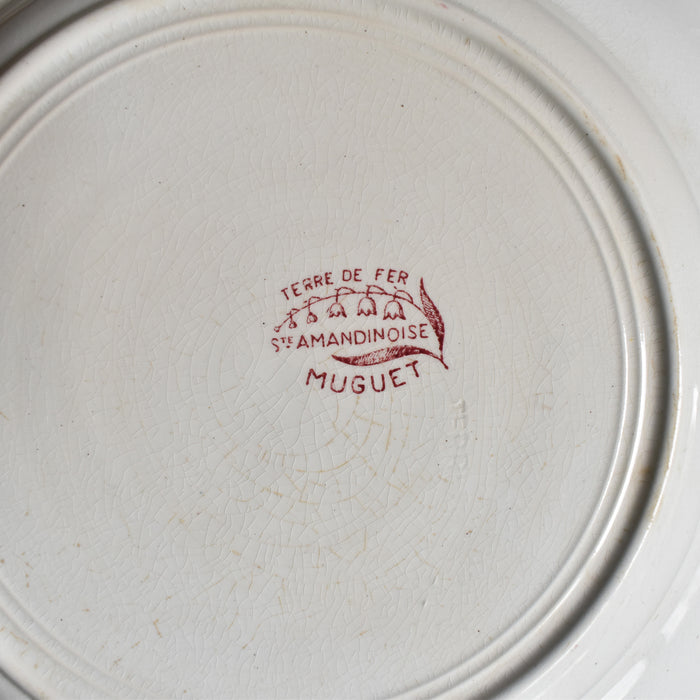 TERRE DE FER
STE AMANDINOISE
MUGUET